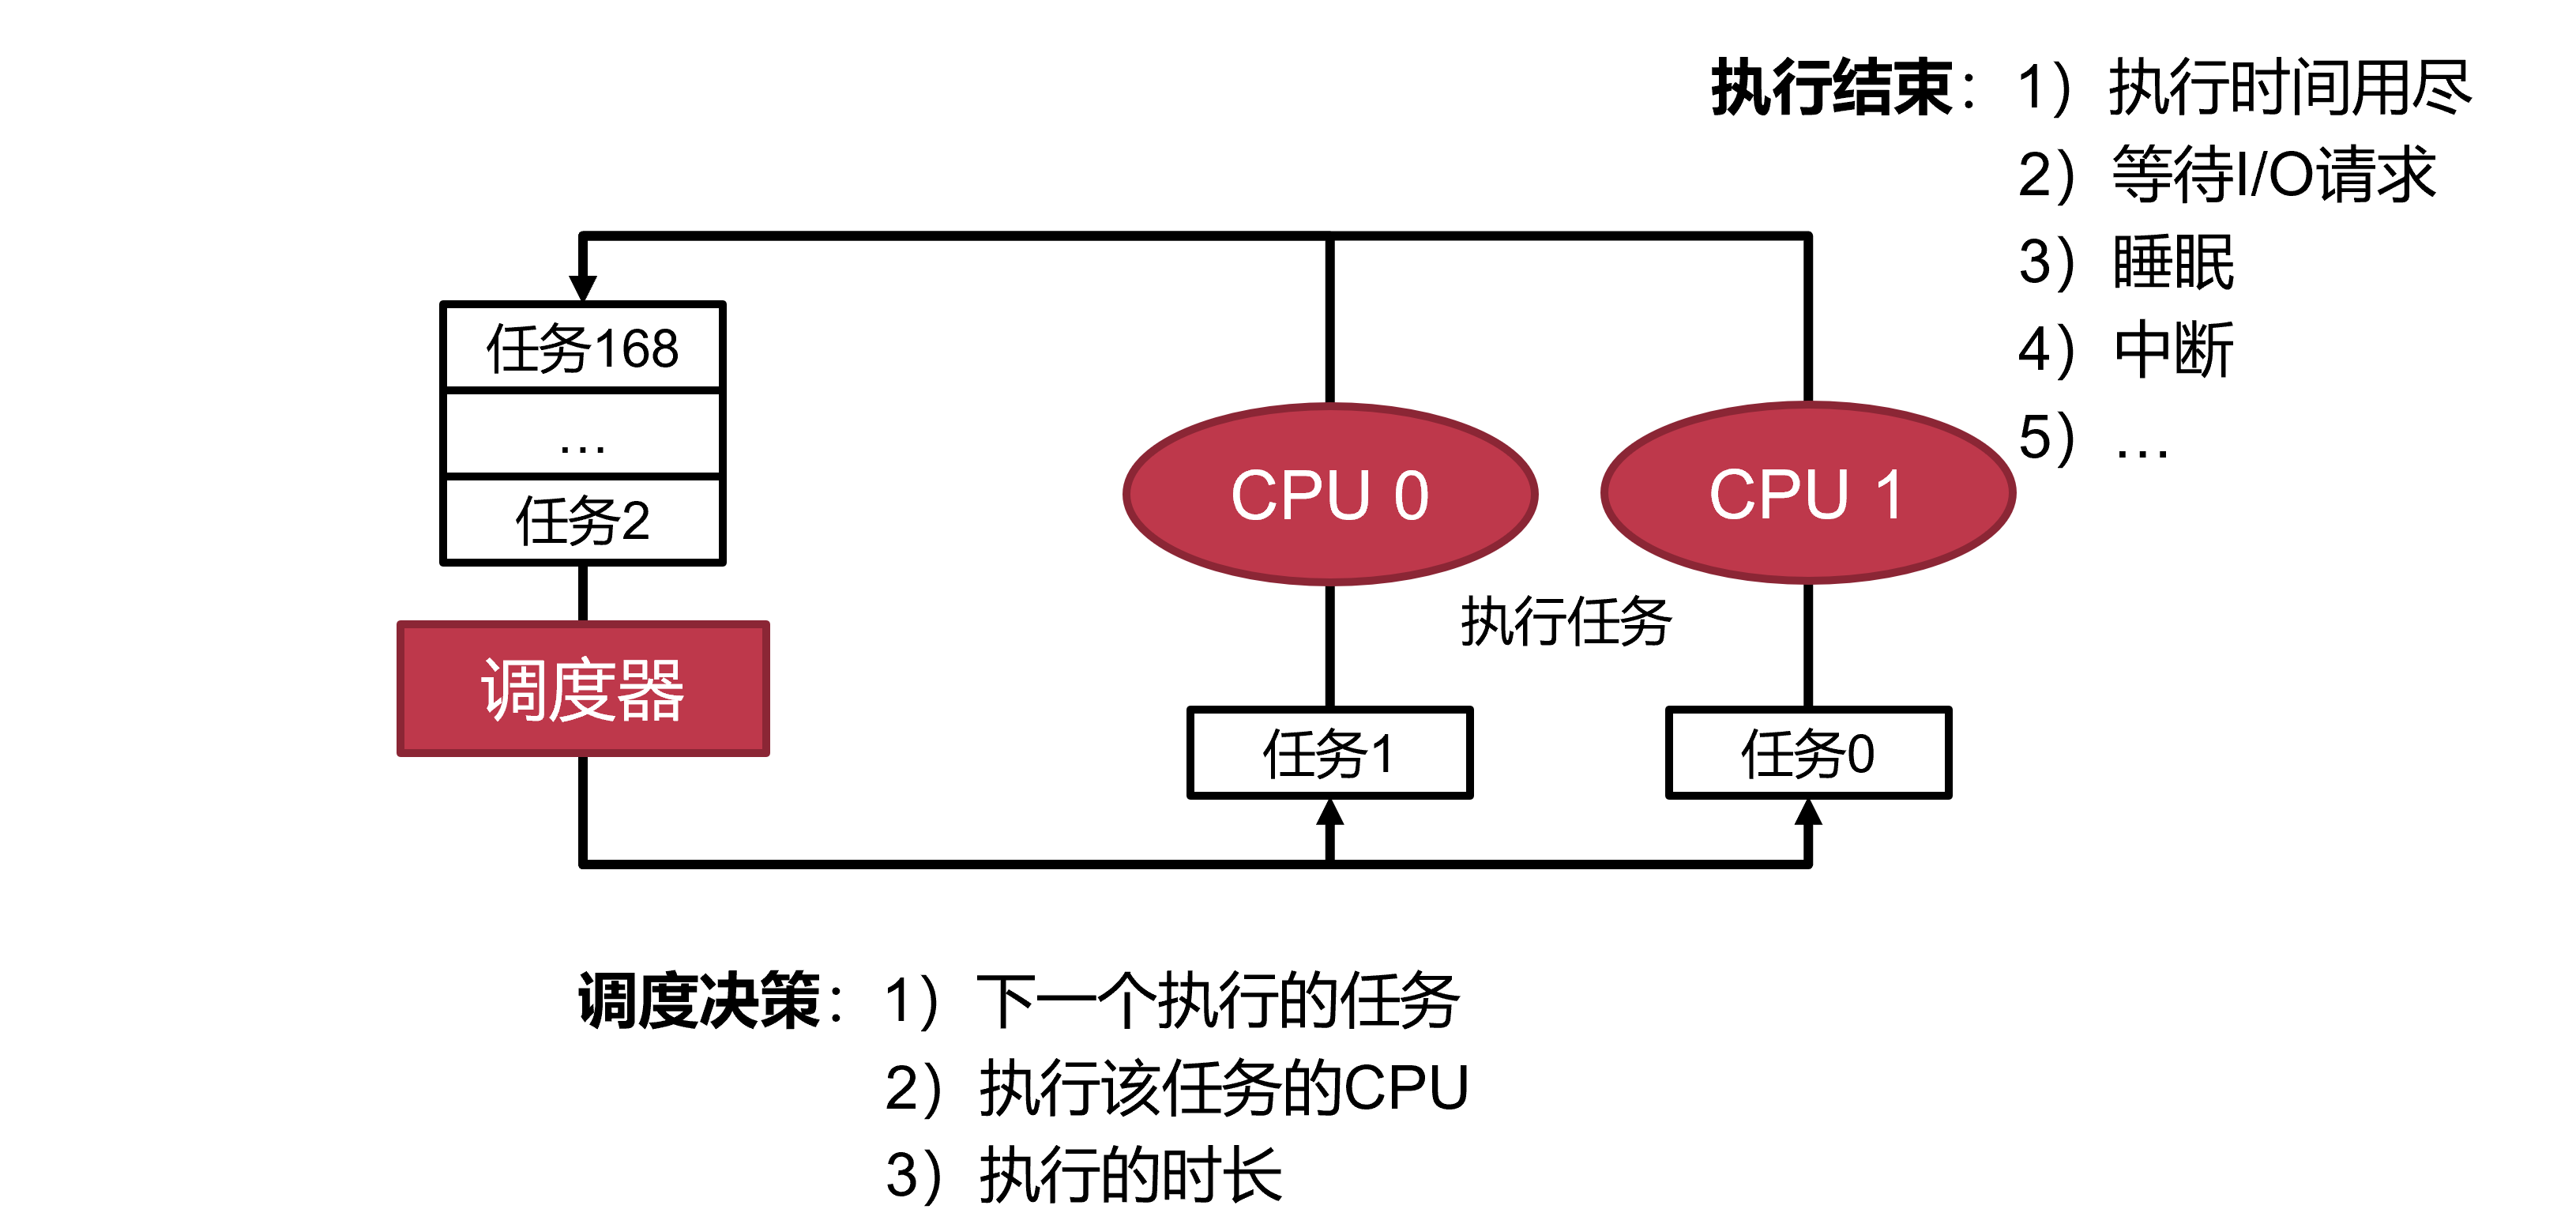 执行结束：1）执行时间用尽
2）等待I/O请求
3）睡眠
4）中断
5）…
任务168
…
任务2
调度器
CPU 0
CPU 1
执行任务
任务1
任务0
调度决策：1）下一个执行的任务
2）执行该任务的CPU
3）执行的时长